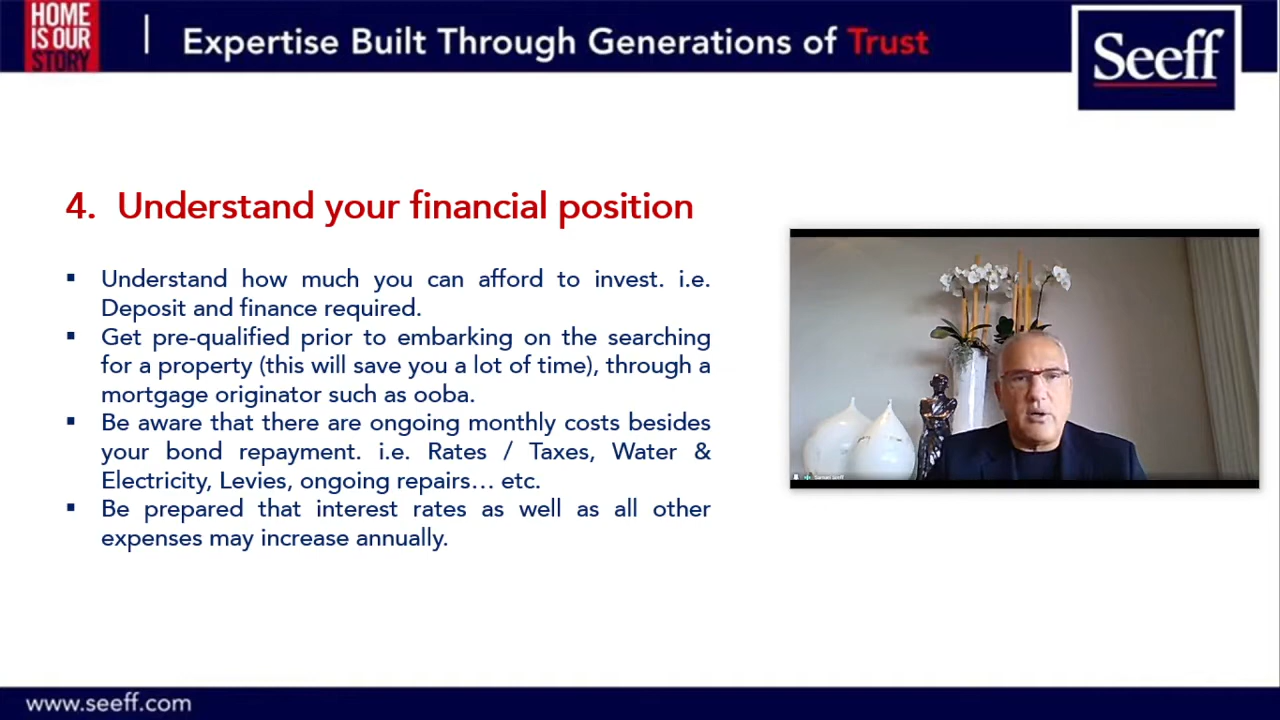 HOME
IS OUR
STORY
Expertise Built Through Generations of Trust
Seeff
4. Understand your financial position
▪ Understand how much you can afford to invest. i.e.
Deposit and finance required.
▪ Get pre-qualified prior to embarking on the searching
for a property (this will save you a lot of time), through a
mortgage originator such as ooba.
▪ Be aware that there are ongoing monthly costs besides
your bond repayment. i.e. Rates / Taxes, Water &
Electricity, Levies, ongoing repairs... etc.
▪ Be prepared that interest rates as well as all other
expenses may increase annually.
www.seeff.com